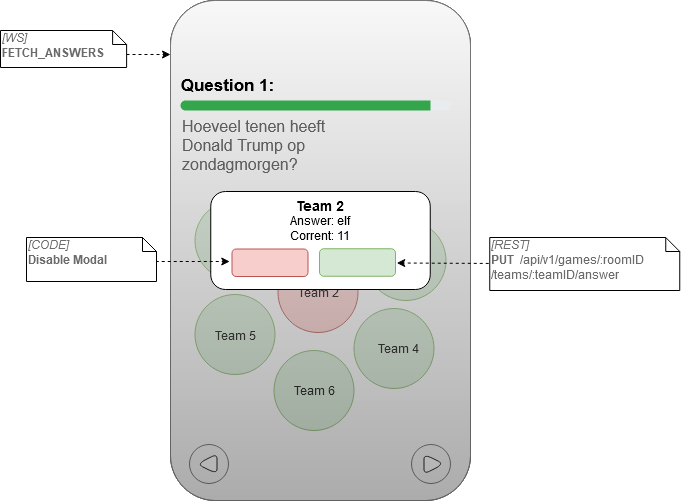 [WS]
FETCH_ANSWERS
Question 1:
Hoeveel tenen heeft
Donald Trump op
zondagmorgen?
Team 2
Answer: elf
Corrent: 11
[CODE]
Disable Modal
[REST]
PUT /api/v1/games/:roomID
/teams/:teamID/answer
Team 2
Team 5
Team 4
Team 6